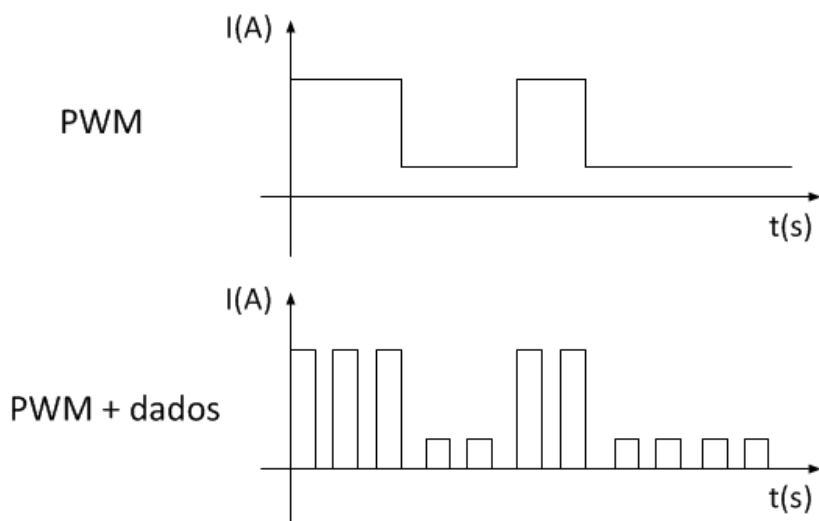 I(A)
PWM
t(s)
I(A)
PWM + dados
t(s)